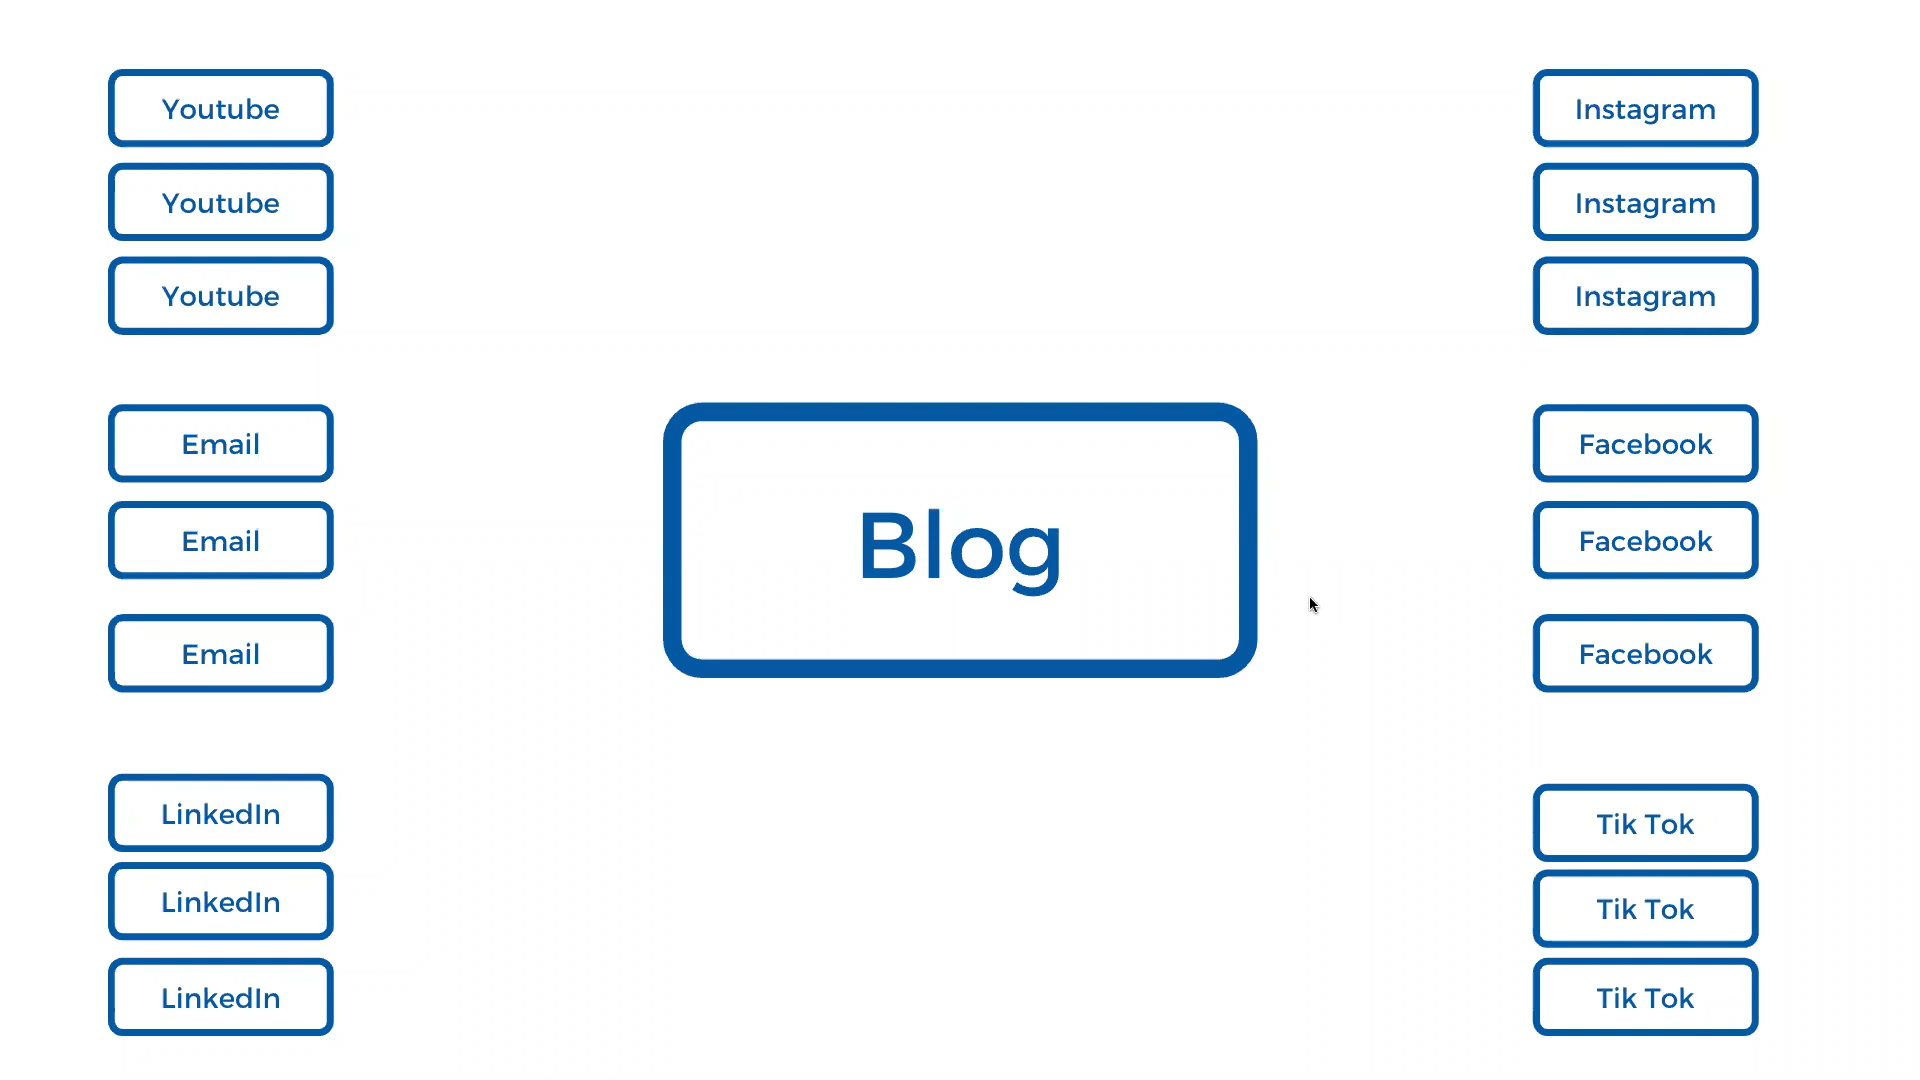 Youtube
Youtube
Youtube
Email
Email
Email
LinkedIn
LinkedIn
LinkedIn
Blog
Instagram
Instagram
Instagram
Facebook
Facebook
Facebook
Tik Tok
Tik Tok
Tik Tok